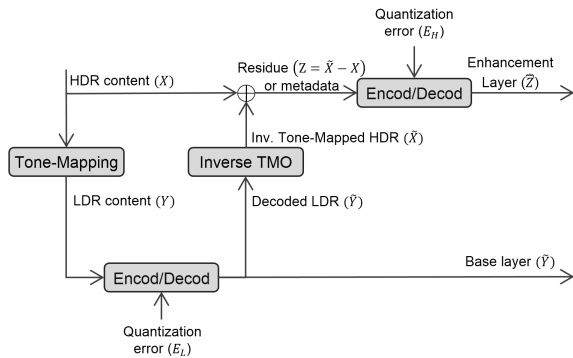 Quantization
error (E_H)
HDR content (X)
Residue (Z = X̃ − X)
or metadata
Enhancement
Layer (Z̃)
Encod/Decod
Inv. Tone-Mapped HDR (X̃)
Tone-Mapping
Inverse TMO
LDR content (Y)
Decoded LDR (Ỹ)
Base layer (Ỹ)
Encod/Decod
Quantization
error (E_L)